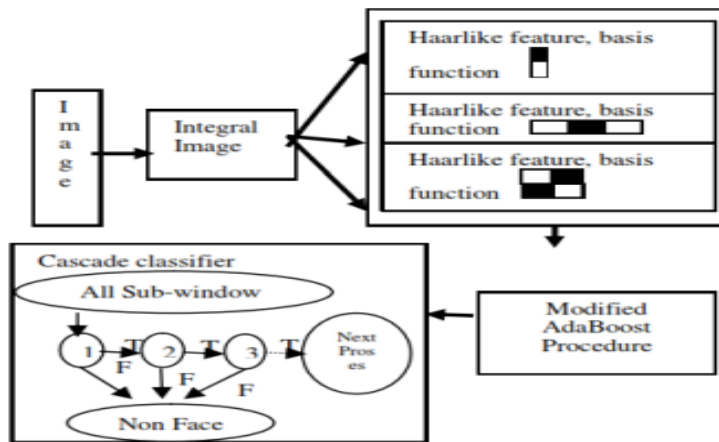 I
m
a
g
e
Integral
Image
Haarlike feature, basis
function
Haarlike feature, basis
function
Haarlike feature, basis
function
Modified
AdaBoost
Procedure
Cascade classifier
All Sub-window
1 T 2 T 3 T
Next
Pros
es
F
F
F
Non Face